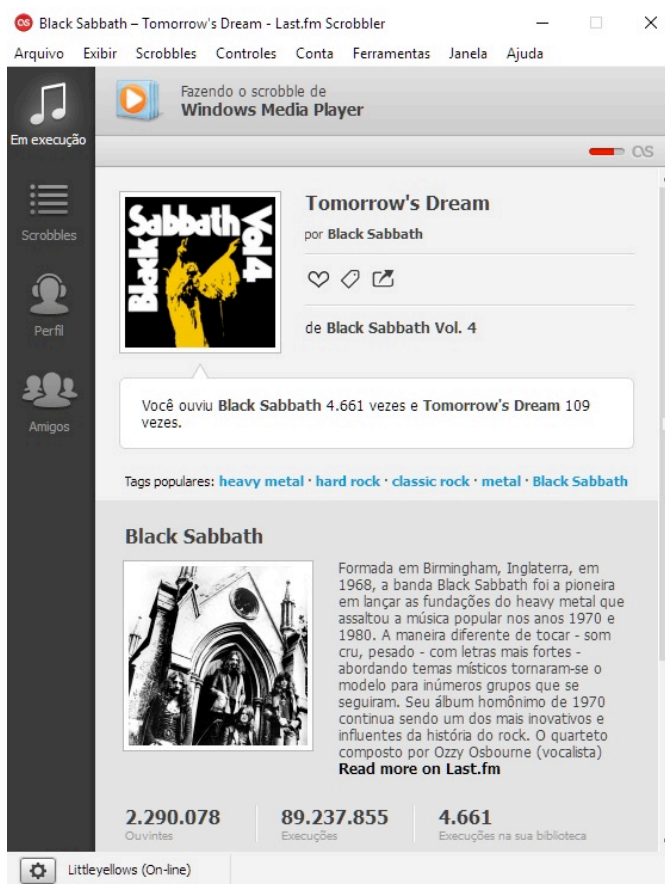 Black Sabbath – Tomorrow's Dream - Last.fm Scrobbler
Arquivo Exibir Scrobbles Controles Conta Ferramentas Janela Ajuda
Em execução
Scrobbles
Perfil
Amigos
Fazendo o scrobble de
Windows Media Player
Black Sabbath Vol 4
Tomorrow's Dream
por Black Sabbath
de Black Sabbath Vol. 4
Você ouviu Black Sabbath 4.661 vezes e Tomorrow's Dream 109
vezes.
Tags populares: heavy metal · hard rock · classic rock · metal · Black Sabbath
Black Sabbath
Formada em Birmingham, Inglaterra, em
1968, a banda Black Sabbath foi a pioneira
em lançar as fundações do heavy metal que
assaltou a música popular nos anos 1970 e
1980. A maneira diferente de tocar - som
cru, pesado - com letras mais fortes -
abordando temas místicos tornaram-se o
modelo para inúmeros grupos que se
seguiram. Seu álbum homônimo de 1970
continua sendo um dos mais inovativos e
influentes da história do rock. O quarteto
composto por Ozzy Osbourne (vocalista)
Read more on Last.fm
2.290.078 89.237.855 4.661
Ouvintes Execuções Execuções na sua biblioteca
Littleyellows (On-line)